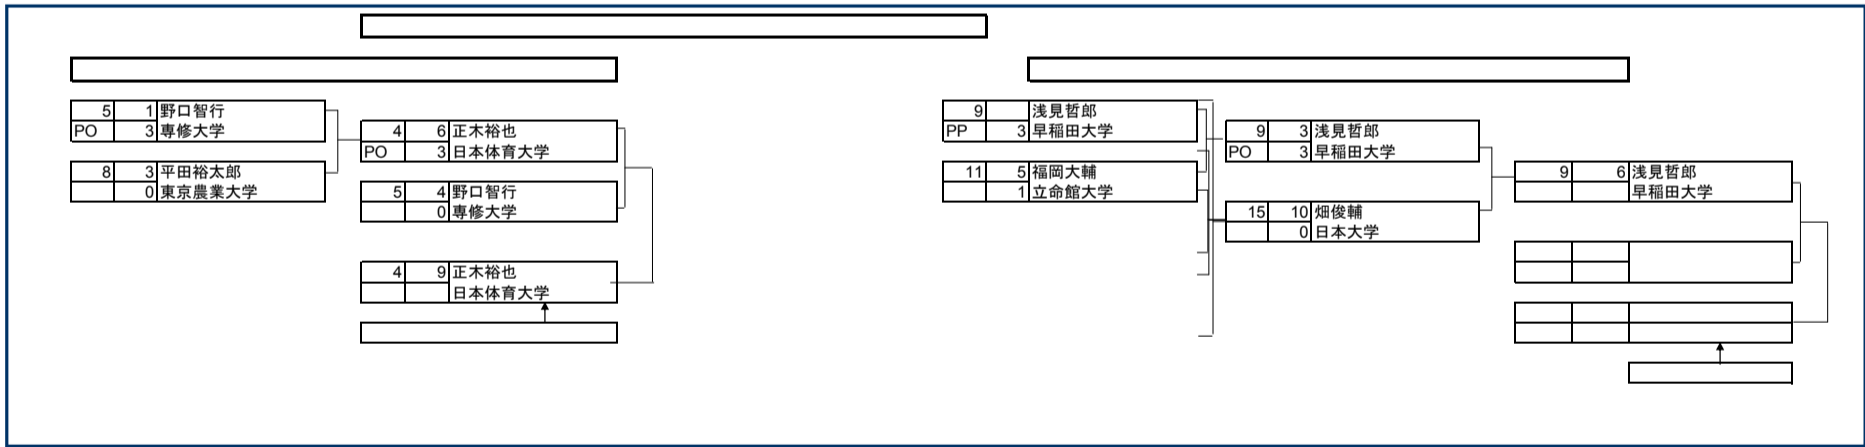 5 1 野口智行
PO 3 専修大学
8 3 平田裕太郎
0 東京農業大学
4 6 正木裕也
PO 3 日本体育大学
5 4 野口智行
0 専修大学
4 9 正木裕也
日本体育大学
9 浅見哲郎
PP 3 早稲田大学
11 5 福岡大輔
1 立命館大学
9 3 浅見哲郎
PO 3 早稲田大学
15 10 畑俊輔
0 日本大学
9 6 浅見哲郎
早稲田大学